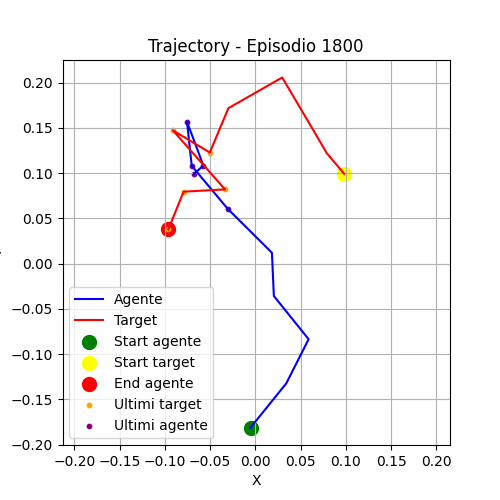 Trajectory - Episodio 1800
0.20
0.15
0.10
0.05
0.00
−0.05
−0.10
−0.15
−0.20
Agente
Target
Start agente
Start target
End agente
Ultimi target
Ultimi agente
−0.20 −0.15 −0.10 −0.05 0.00 0.05 0.10 0.15 0.20
X